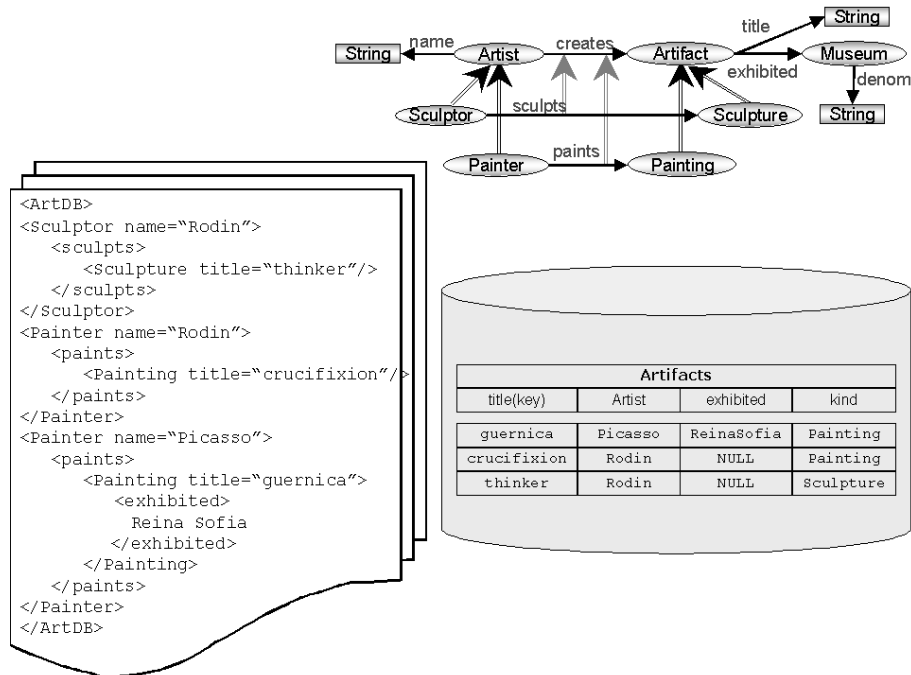 title
String
String
name
Artist
creates
Artifact
Museum
exhibited
denom
Sculptor
sculpts
Sculpture
String
Painter
paints
Painting
<ArtDB>
<Sculptor name=“Rodin”>
<sculpts>
<Sculpture title=“thinker”/>
</sculpts>
</Sculptor>
<Painter name=“Rodin”>
<paints>
<Painting title=“crucifixion”/>
</paints>
</Painter>
<Painter name=“Picasso”>
<paints>
<Painting title=“guernica”>
<exhibited>
Reina Sofia
</exhibited>
</Painting>
</paints>
</Painter>
</ArtDB>
Artifacts
title(key) Artist exhibited kind
guernica Picasso ReinaSofia Painting
crucifixion Rodin NULL Painting
thinker Rodin NULL Sculpture